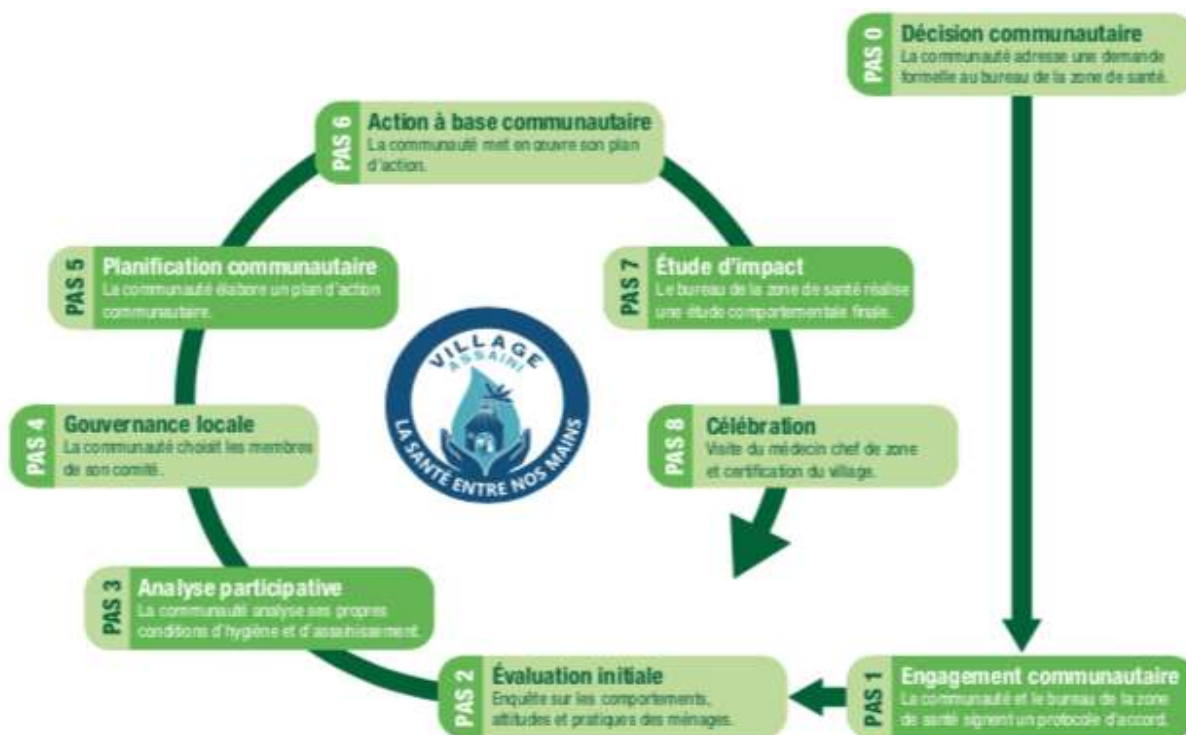 PAS 0
Décision communautaire
La communauté adresse une demande
formelle au bureau de la zone de santé.
PAS 1
Engagement communautaire
La communauté et le bureau de la zone
de santé signent un protocole d'accord.
PAS 2
Évaluation initiale
Enquête sur les comportements,
attitudes et pratiques des ménages.
PAS 3
Analyse participative
La communauté analyse ses propres
conditions d'hygiène et d'assainissement.
PAS 4
Gouvernance locale
La communauté choisit les membres
de son comité.
PAS 5
Planification communautaire
La communauté élabore un plan d'action
communautaire.
PAS 6
Action à base communautaire
La communauté met en œuvre son plan
d'action.
PAS 7
Étude d'impact
Le bureau de la zone de santé réalise
une étude comportementale finale.
PAS 8
Célébration
Visite du médecin chef de zone
et certification du village.
VILLAGE
ASSAINI
LA SANTÉ ENTRE NOS MAINS